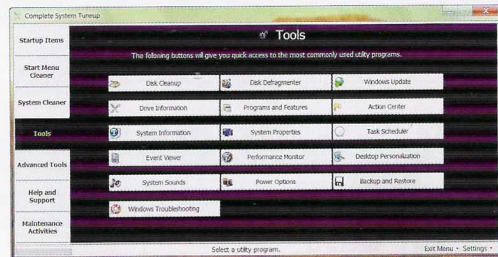 Complete System Tuneup
Startup Items
Start Menu
Cleaner
System Cleaner
Tools
Advanced Tools
Help and
Support
Maintenance
Activities
Tools
The following buttons will give you quick access to the most commonly used utility programs.
Disk Cleanup
Disk Defragmenter
Windows Update
Drive Information
Programs and Features
Action Center
System Information
System Properties
Task Scheduler
Event Viewer
Performance Monitor
Desktop Personalization
System Sounds
Power Options
Backup and Restore
Windows Troubleshooting
Select a utility program.
Exit Menu • Settings •